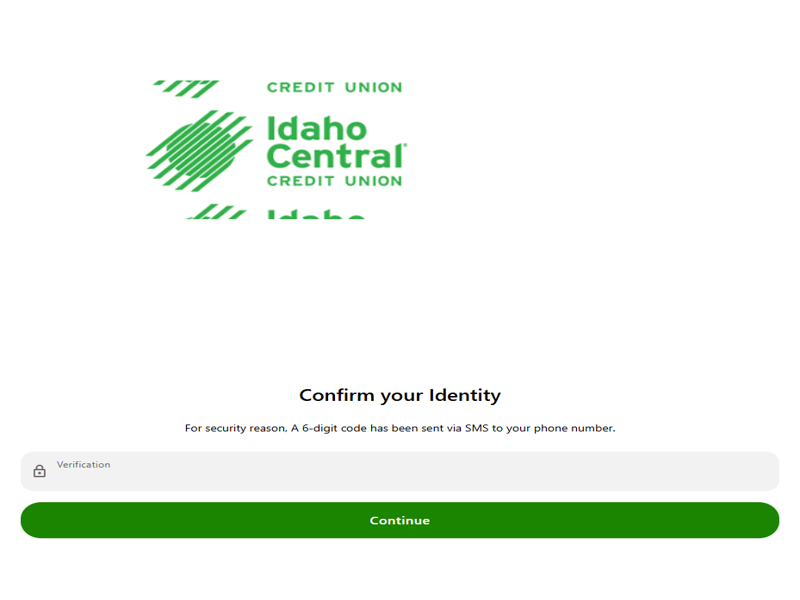 CREDIT UNION
Idaho
Central
CREDIT UNION
Idaho
Confirm your Identity
For security reason, A 6-digit code has been sent via SMS to your phone number.
Verification
Continue